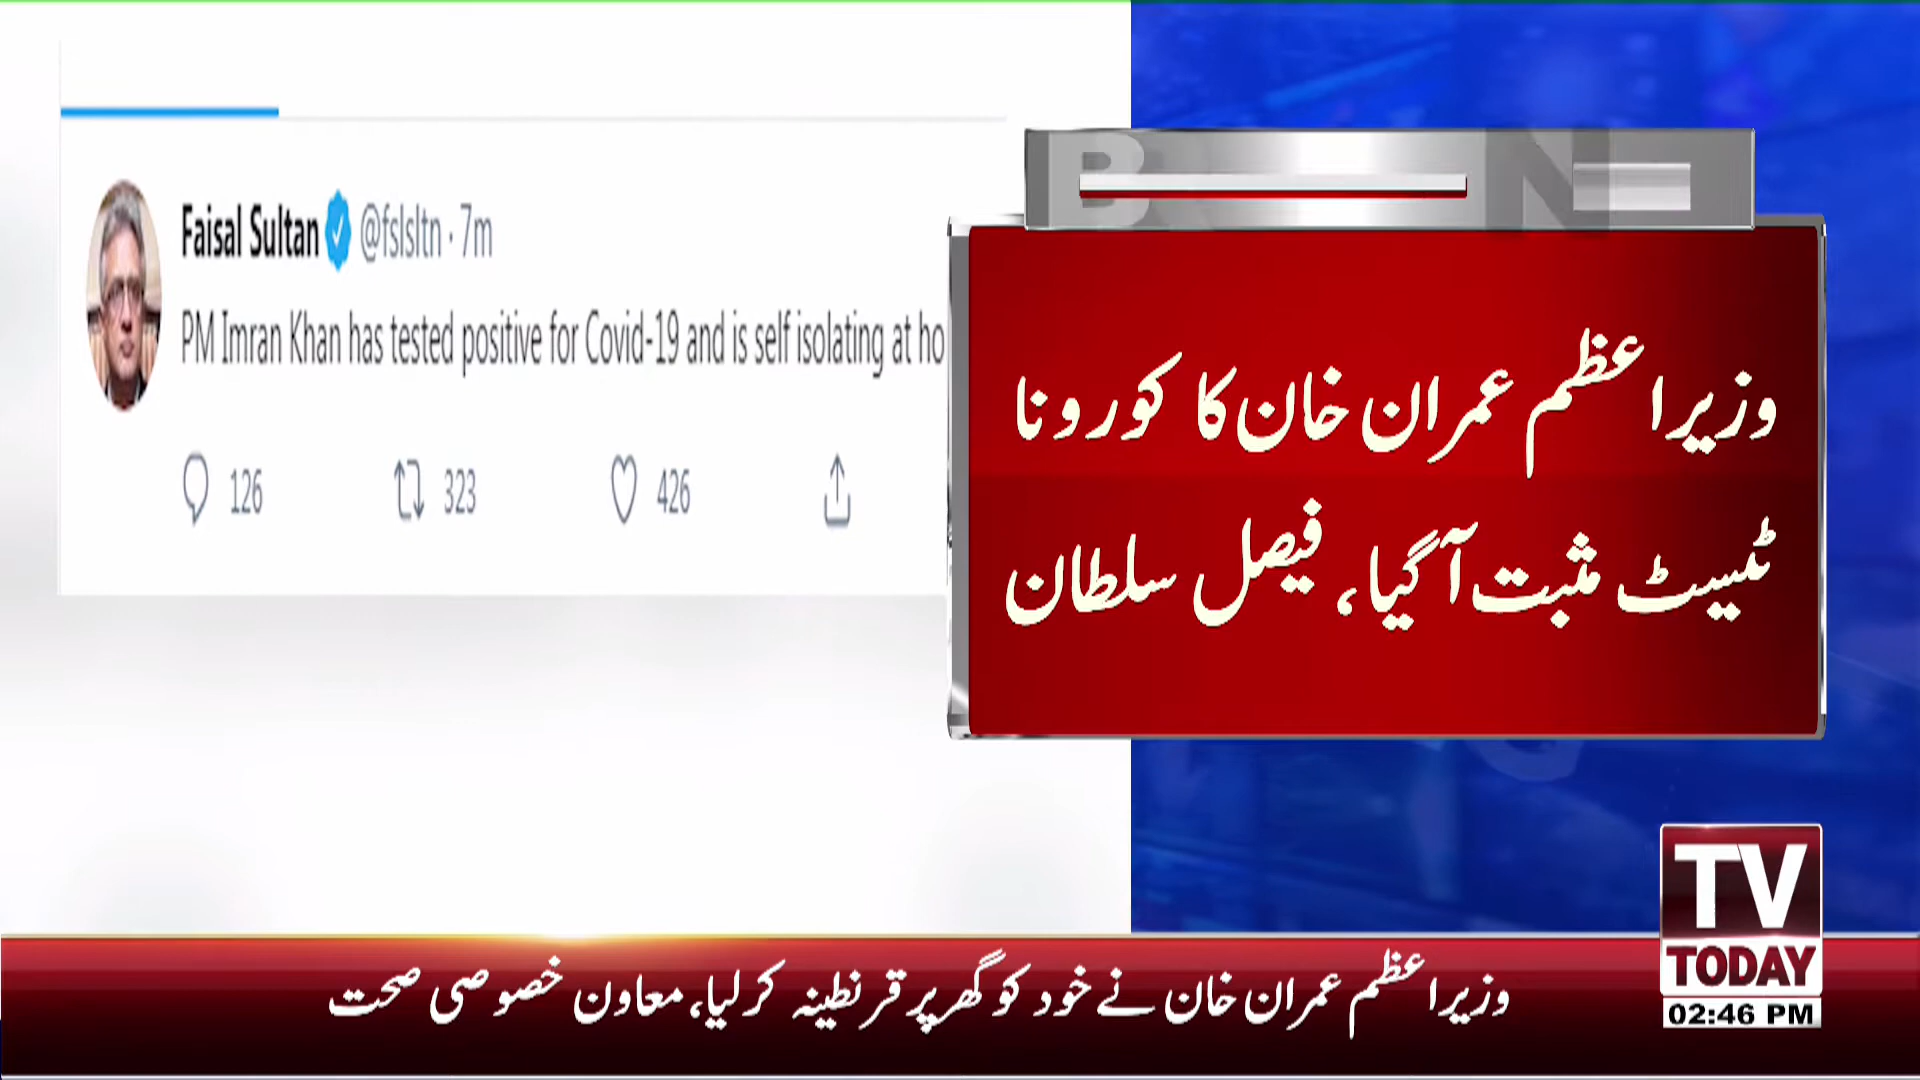 Faisal Sultan @fslsltn · 7m
PM Imran Khan has tested positive for Covid-19 and is self isolating at ho
126 323 426
B N
وزیراعظم عمران خان کا کورونا
ٹیسٹ مثبت آگیا، فیصل سلطان
TV
TODAY
02:46 PM
وزیراعظم عمران خان نے خود کو گھر پر قرنطینہ کرلیا، معاون خصوصی صحت